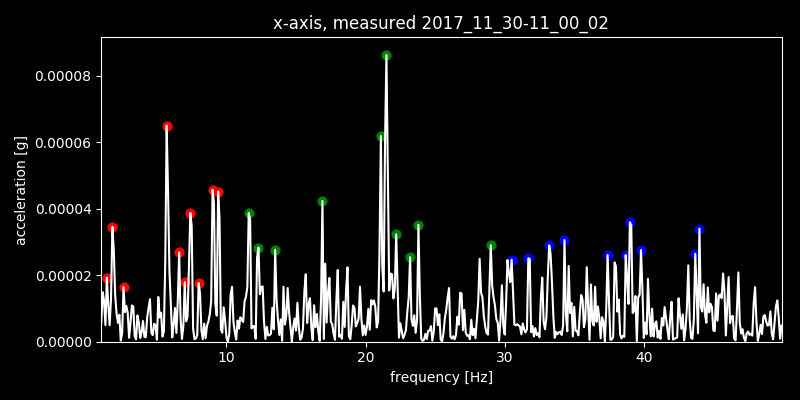 x-axis, measured 2017_11_30-11_00_02
0.00008
0.00006
0.00004
0.00002
0.00000
acceleration [g]
10 20 30 40
frequency [Hz]